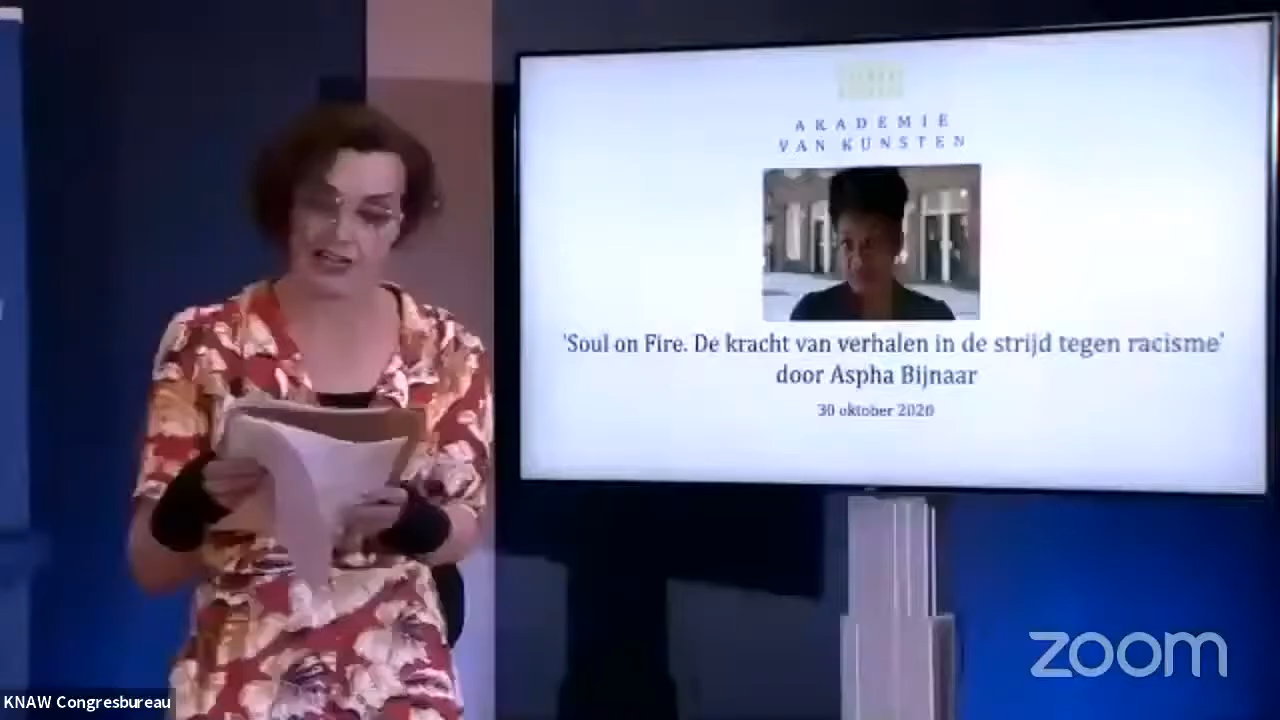 AKADEMIE
VAN KUNSTEN
'Soul on Fire. De kracht van verhalen in de strijd tegen racisme'
door Aspha Bijnaar
30 oktober 2020
zoom
KNAW Congresbureau